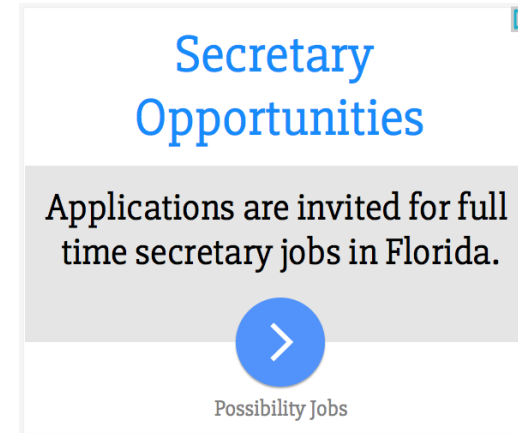 Secretary
Opportunities
Applications are invited for full
time secretary jobs in Florida.
Possibility Jobs